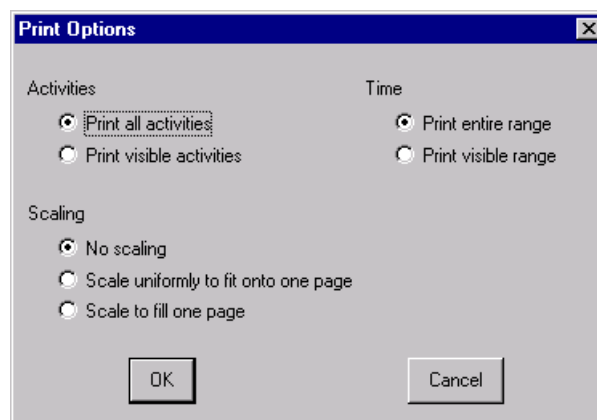 Print Options
Activities Time
Print all activities Print entire range
Print visible activities Print visible range
Scaling
No scaling
Scale uniformly to fit onto one page
Scale to fill one page
OK Cancel